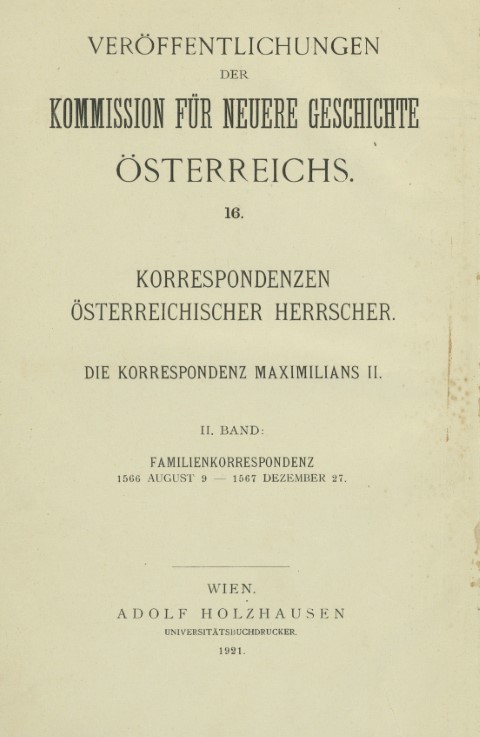 VERÖFFENTLICHUNGEN
DER
KOMMISSION FÜR NEUERE GESCHICHTE
ÖSTERREICHS.
16.
KORRESPONDENZEN
ÖSTERREICHISCHER HERRSCHER.
DIE KORRESPONDENZ MAXIMILIANS II.
II. BAND:
FAMILIENKORRESPONDENZ
1566 AUGUST 9 — 1567 DEZEMBER 27.
WIEN.
ADOLF HOLZHAUSEN
UNIVERSITÄTSBUCHDRUCKER.
1921.